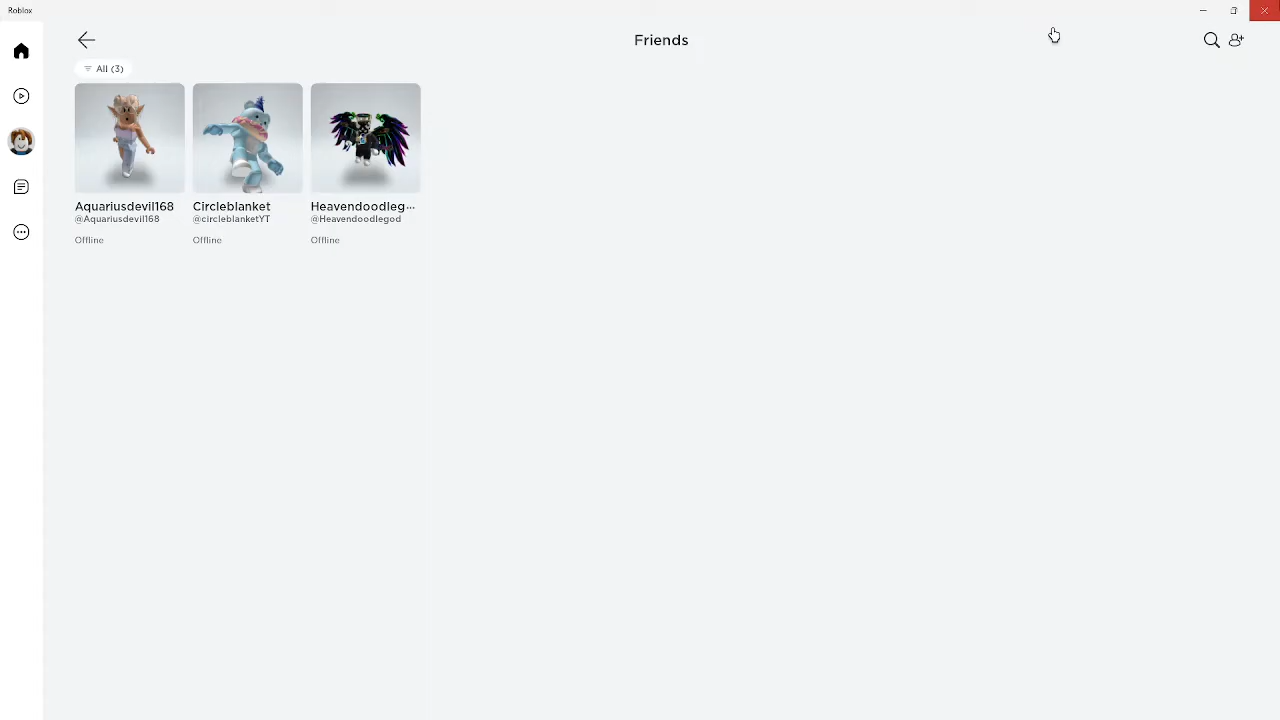 Roblox
Friends
All (3)
Aquariusdevil168
@Aquariusdevil168
Offline
Circleblanket
@circleblanketYT
Offline
Heavendoodleg...
@Heavendoodlegod
Offline